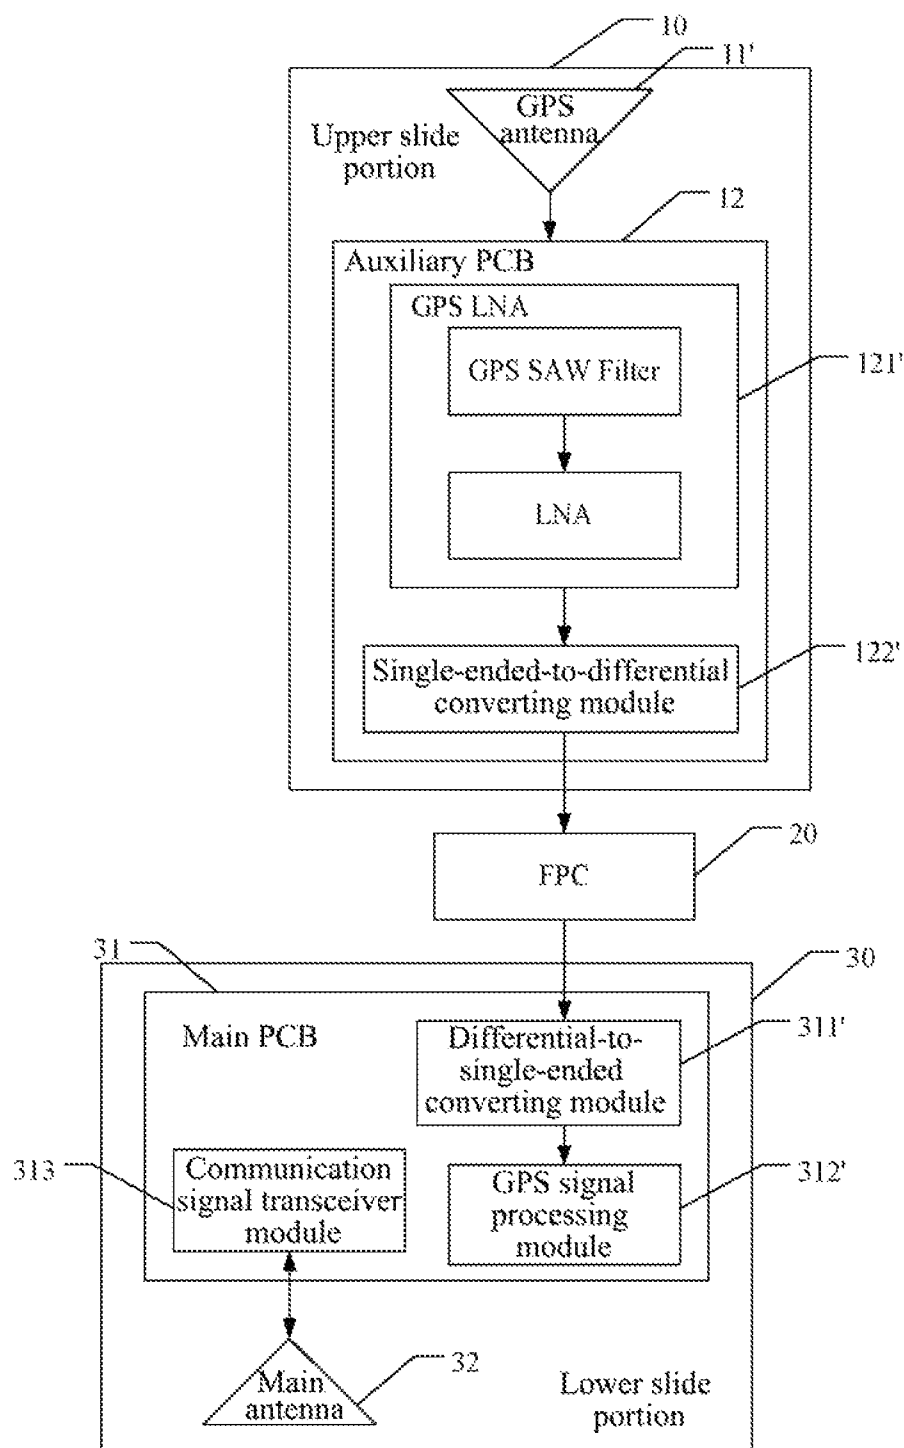 10
11'
GPS
antenna
Upper slide
portion
12
Auxiliary PCB
GPS LNA
GPS SAW Filter
121'
LNA
Single-ended-to-differential
converting module
122'
20
FPC
31
30
Main PCB
Differential-to-
single-ended
converting module
311'
313
Communication
signal transceiver
module
GPS signal
processing
module
312'
32
Main
antenna
Lower slide
portion